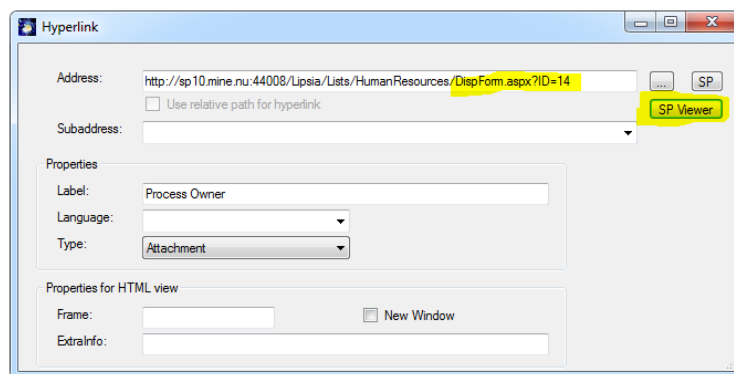 Hyperlink
Address: http://sp10.mine.nu:44008/Lipsia/Lists/HumanResources/DispForm.aspx?ID=14 ... SP
Use relative path for hyperlink SP Viewer
Subaddress:
Properties
Label: Process Owner
Language:
Type: Attachment
Properties for HTML view
Frame: New Window
ExtraInfo: